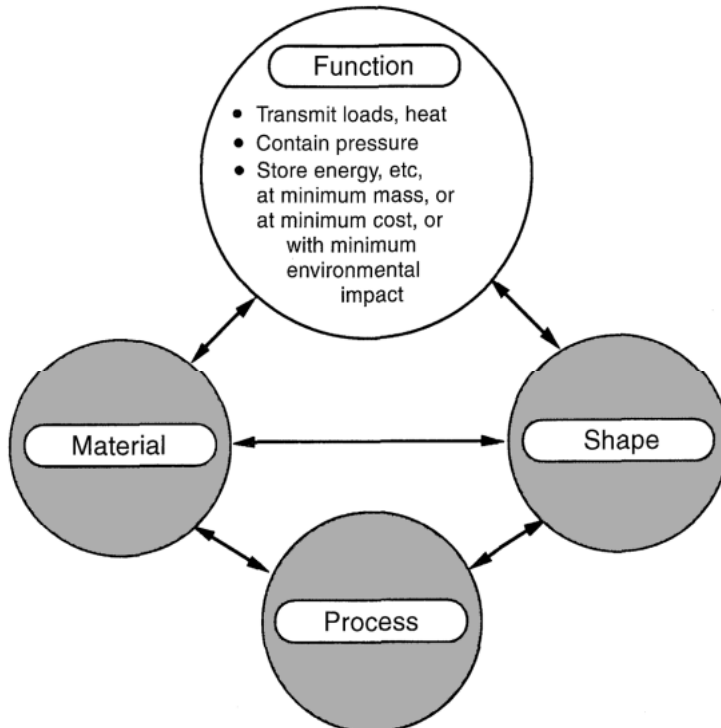 Function
• Transmit loads, heat
• Contain pressure
• Store energy, etc,
at minimum mass, or
at minimum cost, or
with minimum
environmental
impact
Material
Shape
Process